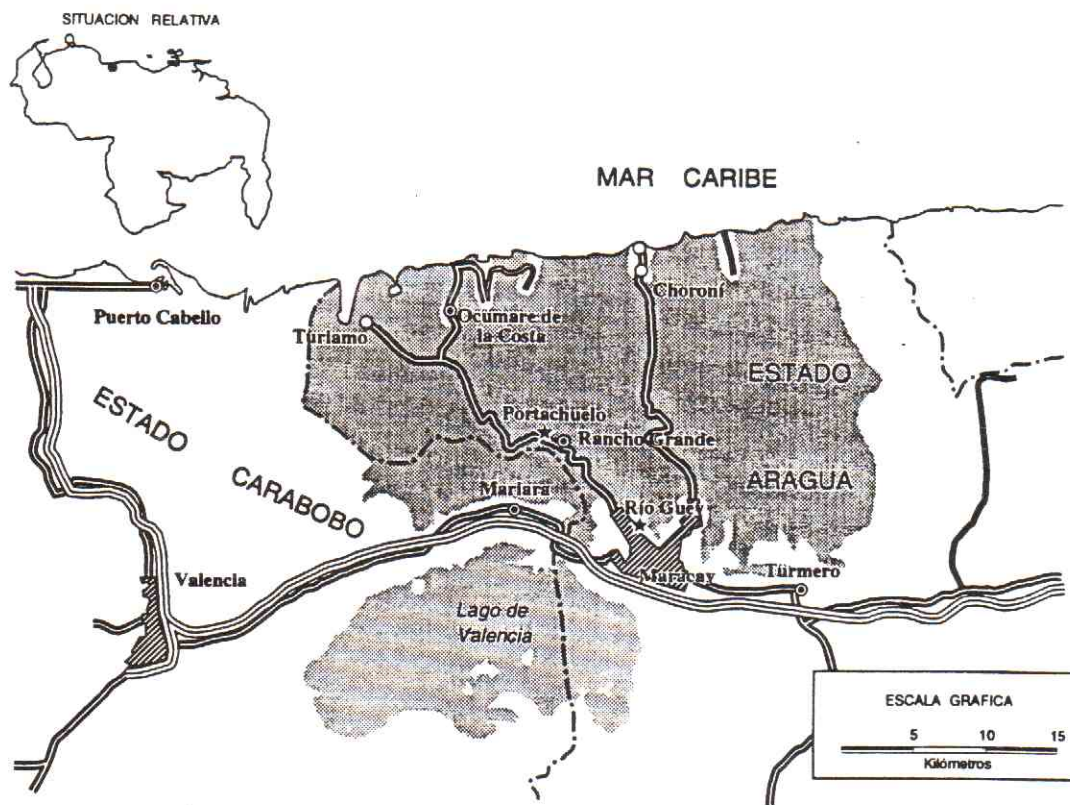 SITUACION RELATIVA
MAR CARIBE
Puerto Cabello
Turiamo
Ocumare de
la Costa
Choroní
ESTADO
CARABOBO
ESTADO
ARAGUA
Portachuelo
Rancho Grande
Mariara
Río Güey
Valencia
Maracay
Türmero
Lago de
Valencia
ESCALA GRAFICA
5 10 15
Kilómetros